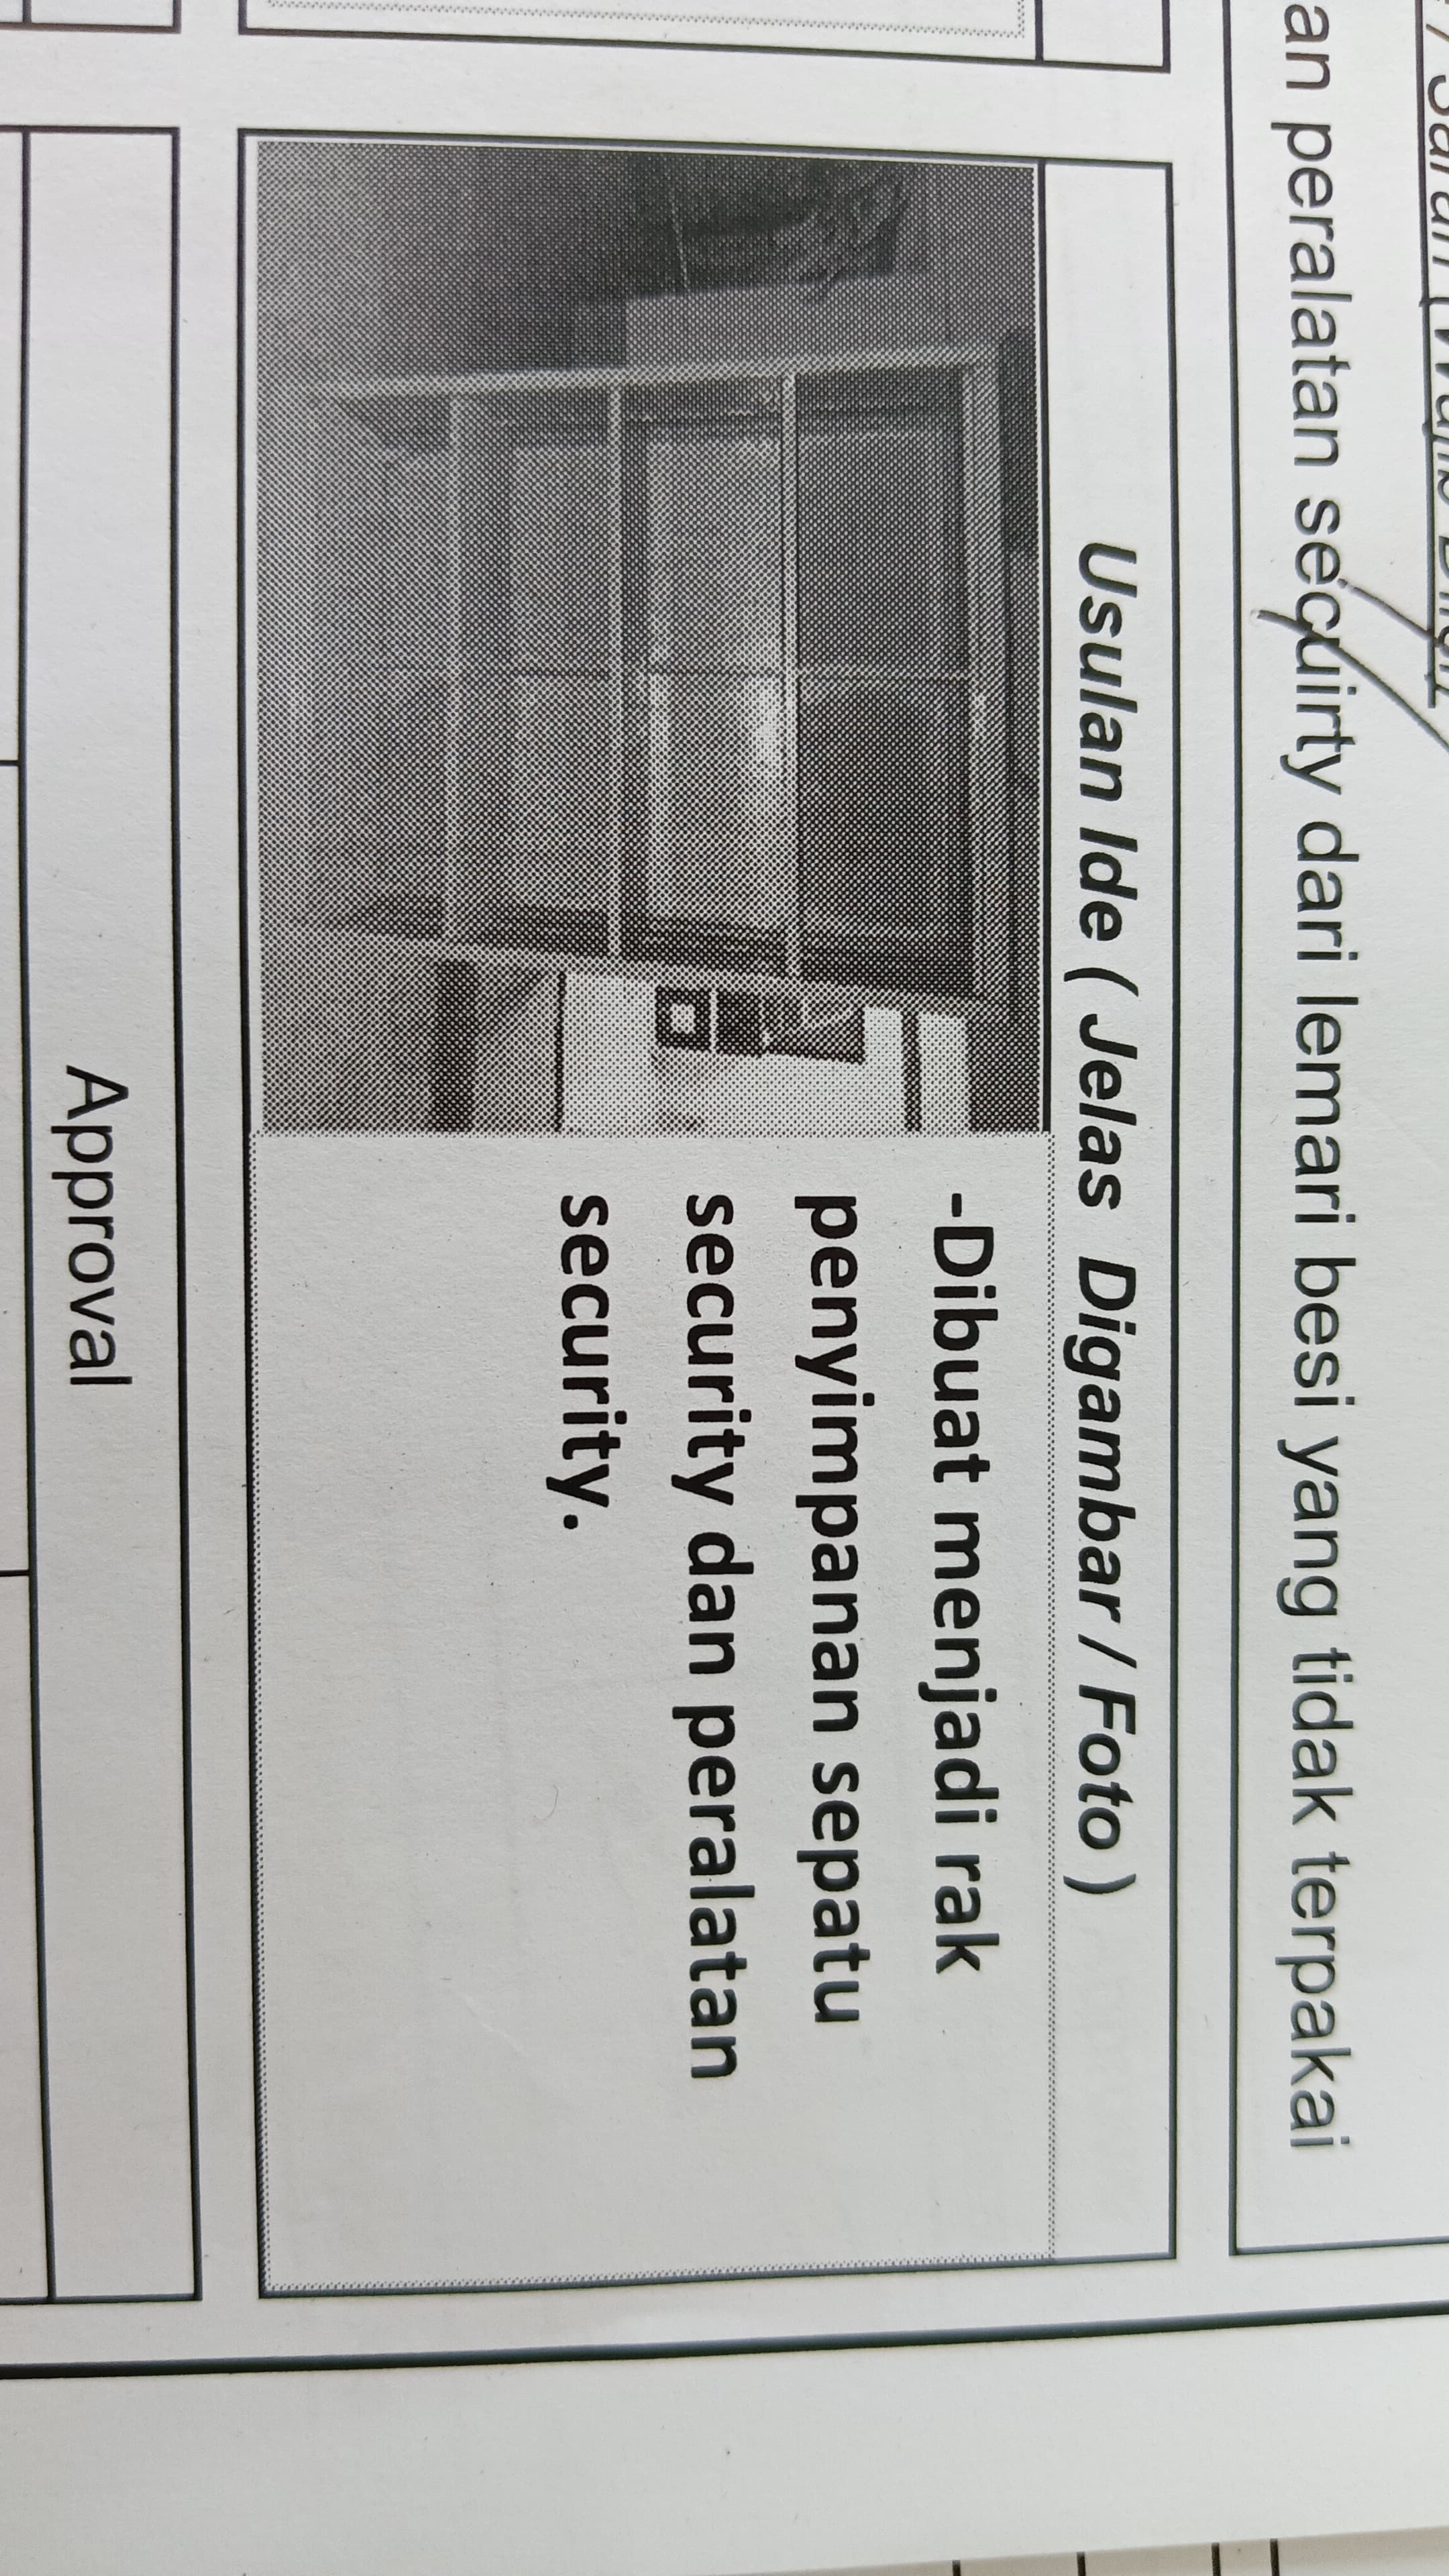 an peralatan secuirty dari lemari besi yang tidak terpakai
Usulan Ide ( Jelas Digambar / Foto )
-Dibuat menjadi rak
penyimpanan sepatu
security dan peralatan
security.
Approval